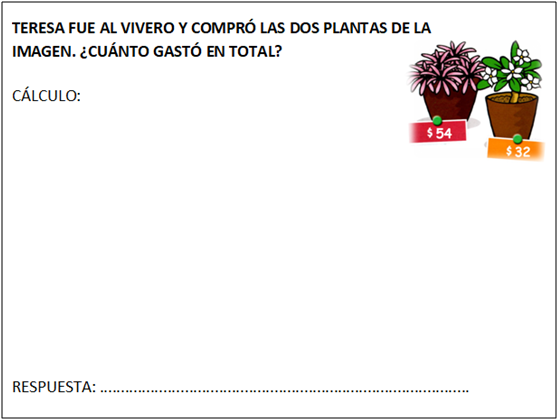 TERESA FUE AL VIVERO Y COMPRÓ LAS DOS PLANTAS DE LA
IMAGEN. ¿CUÁNTO GASTÓ EN TOTAL?
CÁLCULO:
$ 54
$ 32
RESPUESTA: ................................................................................